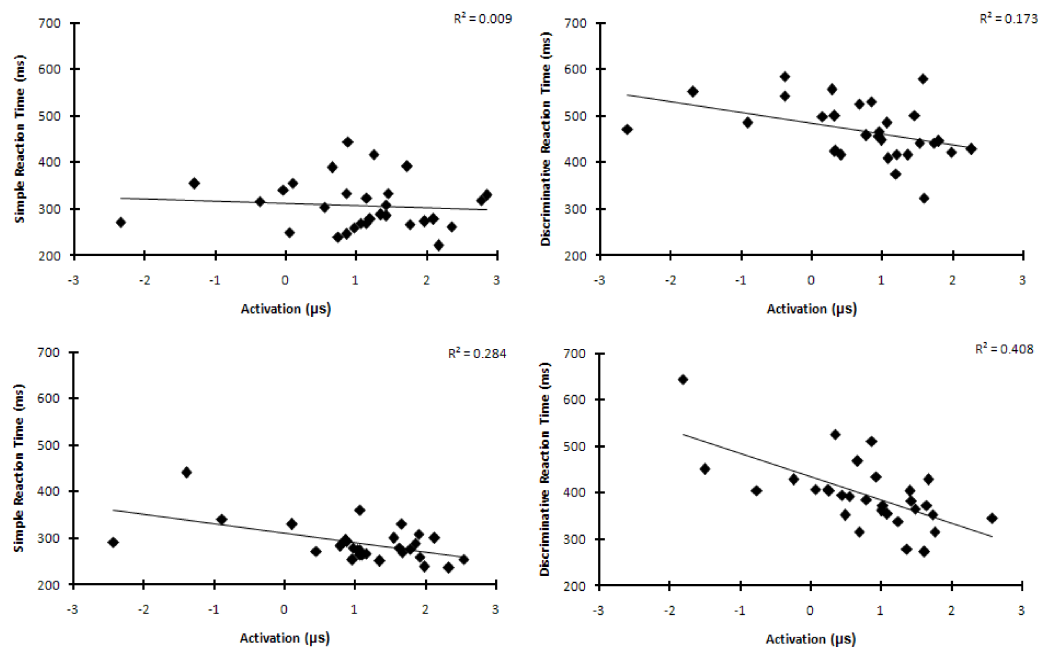 R² = 0.009
Simple Reaction Time (ms)
700
600
500
400
300
200
-3 -2 -1 0 1 2 3
Activation (µs)
R² = 0.173
Discriminative Reaction Time (ms)
700
600
500
400
300
200
-3 -2 -1 0 1 2 3
Activation (µs)
R² = 0.284
Simple Reaction Time (ms)
700
600
500
400
300
200
-3 -2 -1 0 1 2 3
Activation (µs)
R² = 0.408
Discriminative Reaction Time (ms)
700
600
500
400
300
200
-3 -2 -1 0 1 2 3
Activation (µs)